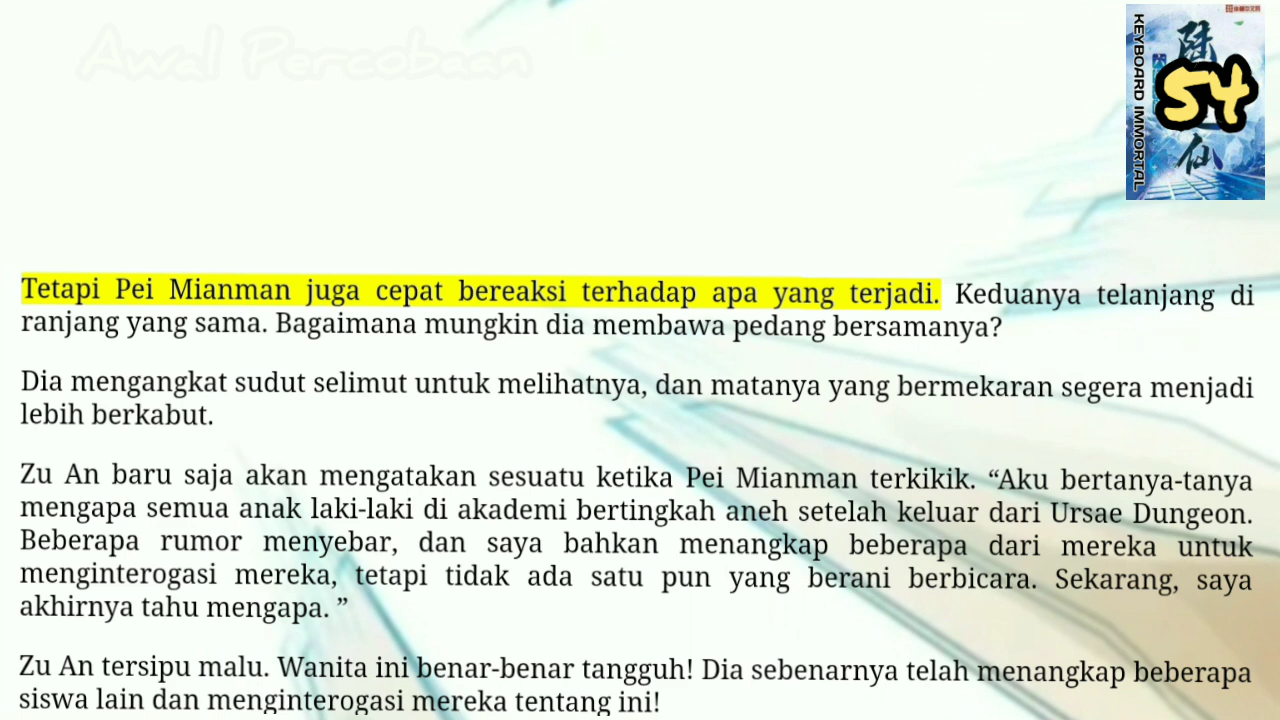 Awal Percobaan
KEYBOARD IMMORTAL
54
仙
Tetapi Pei Mianman juga cepat bereaksi terhadap apa yang terjadi. Keduanya telanjang di
ranjang yang sama. Bagaimana mungkin dia membawa pedang bersamanya?
Dia mengangkat sudut selimut untuk melihatnya, dan matanya yang bermekaran segera menjadi
lebih berkabut.
Zu An baru saja akan mengatakan sesuatu ketika Pei Mianman terkikik. “Aku bertanya-tanya
mengapa semua anak laki-laki di akademi bertingkah aneh setelah keluar dari Ursae Dungeon.
Beberapa rumor menyebar, dan saya bahkan menangkap beberapa dari mereka untuk
menginterogasi mereka, tetapi tidak ada satu pun yang berani berbicara. Sekarang, saya
akhirnya tahu mengapa. ”
Zu An tersipu malu. Wanita ini benar-benar tangguh! Dia sebenarnya telah menangkap beberapa
siswa lain dan menginterogasi mereka tentang ini!